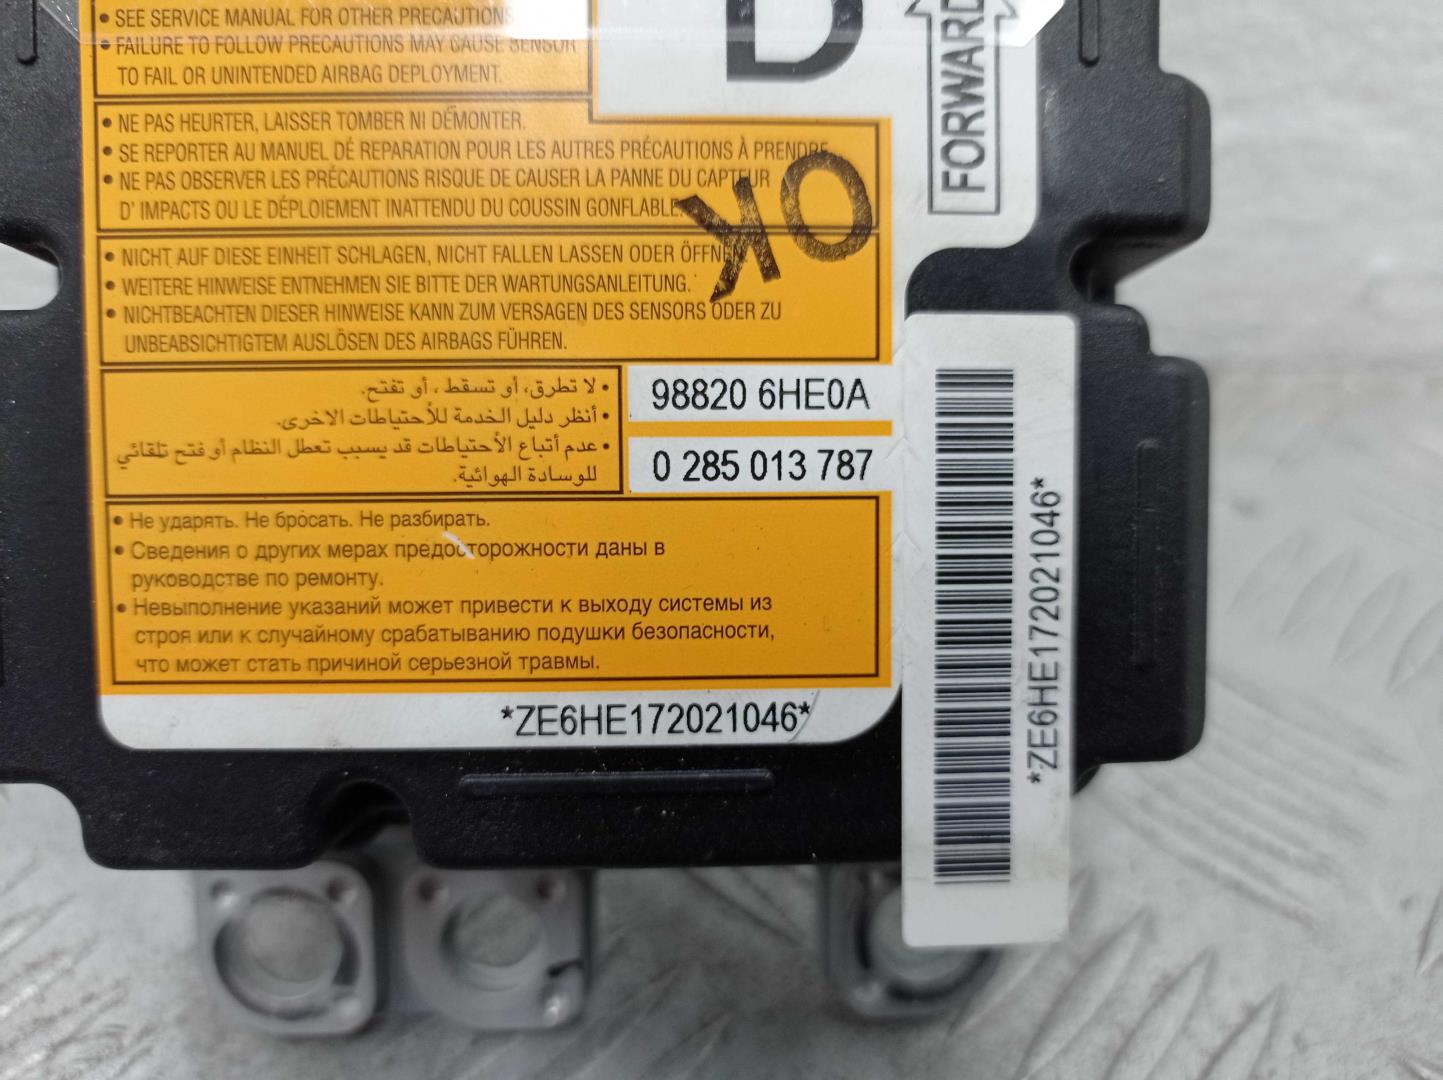 • SEE SERVICE MANUAL FOR OTHER PRECAUTIONS
• FAILURE TO FOLLOW PRECAUTIONS MAY CAUSE SENSOR
TO FAIL OR UNINTENDED AIRBAG DEPLOYMENT.
FORWARD
• NE PAS HEURTER, LAISSER TOMBER NI DÉMONTER.
• SE REPORTER AU MANUEL DE REPARATION POUR LES AUTRES PRÉCAUTIONS À PRENDRE.
• NE PAS OBSERVER LES PRÉCAUTIONS RISQUE DE CAUSER LA PANNE DU CAPTEUR
D' IMPACTS OU LE DÉPLOIEMENT INATTENDU DU COUSSIN GONFLABLE.
OK
• NICHT AUF DIESE EINHEIT SCHLAGEN, NICHT FALLEN LASSEN ODER ÖFFNEN
• WEITERE HINWEISE ENTNEHMEN SIE BITTE DER WARTUNGSANLEITUNG.
• NICHTBEACHTEN DIESER HINWEISE KANN ZUM VERSAGEN DES SENSORS ODER ZU
UNBEABSICHTIGTEM AUSLÖSEN DES AIRBAGS FÜHREN.
• لا تطرق، أو تسقط ، أو تفتح.
• أنظر دليل الخدمة للأحتياطات الاخرى.
• عدم أتباع الأحتياطات قد يسبب تعطل النظام أو فتح تلقائي
للوسادة الهوائية.
98820 6HE0A
0 285 013 787
• Не ударять. Не бросать. Не разбирать.
• Сведения о других мерах предосторожности даны в
руководстве по ремонту.
• Невыполнение указаний может привести к выходу системы из
строя или к случайному срабатыванию подушки безопасности,
что может стать причиной серьезной травмы.
*ZE6HE172021046*
*ZE6HE172021046*